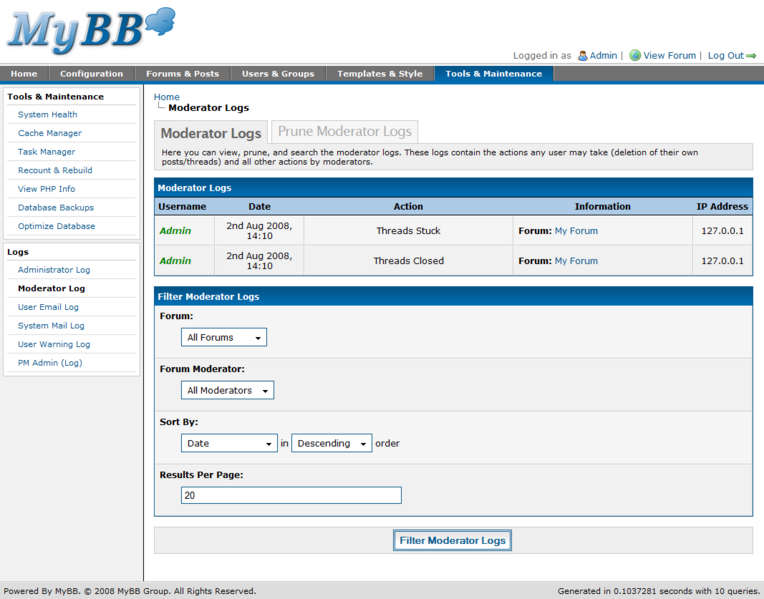 MyBB
Logged in as Admin | View Forum | Log Out
Home Configuration Forums & Posts Users & Groups Templates & Style Tools & Maintenance
Tools & Maintenance
System Health
Cache Manager
Task Manager
Recount & Rebuild
View PHP Info
Database Backups
Optimize Database
Logs
Administrator Log
Moderator Log
User Email Log
System Mail Log
User Warning Log
PM Admin (Log)
Home
Moderator Logs
Moderator Logs Prune Moderator Logs
Here you can view, prune, and search the moderator logs. These logs contain the actions any user may take (deletion of their own
posts/threads) and all other actions by moderators.
Moderator Logs
Username Date Action Information IP Address
Admin 2nd Aug 2008, 14:10 Threads Stuck Forum: My Forum 127.0.0.1
Admin 2nd Aug 2008, 14:10 Threads Closed Forum: My Forum 127.0.0.1
Filter Moderator Logs
Forum:
All Forums
Forum Moderator:
All Moderators
Sort By:
Date in Descending order
Results Per Page:
20
Filter Moderator Logs
Powered By MyBB. © 2008 MyBB Group. All Rights Reserved. Generated in 0.1037281 seconds with 10 queries.